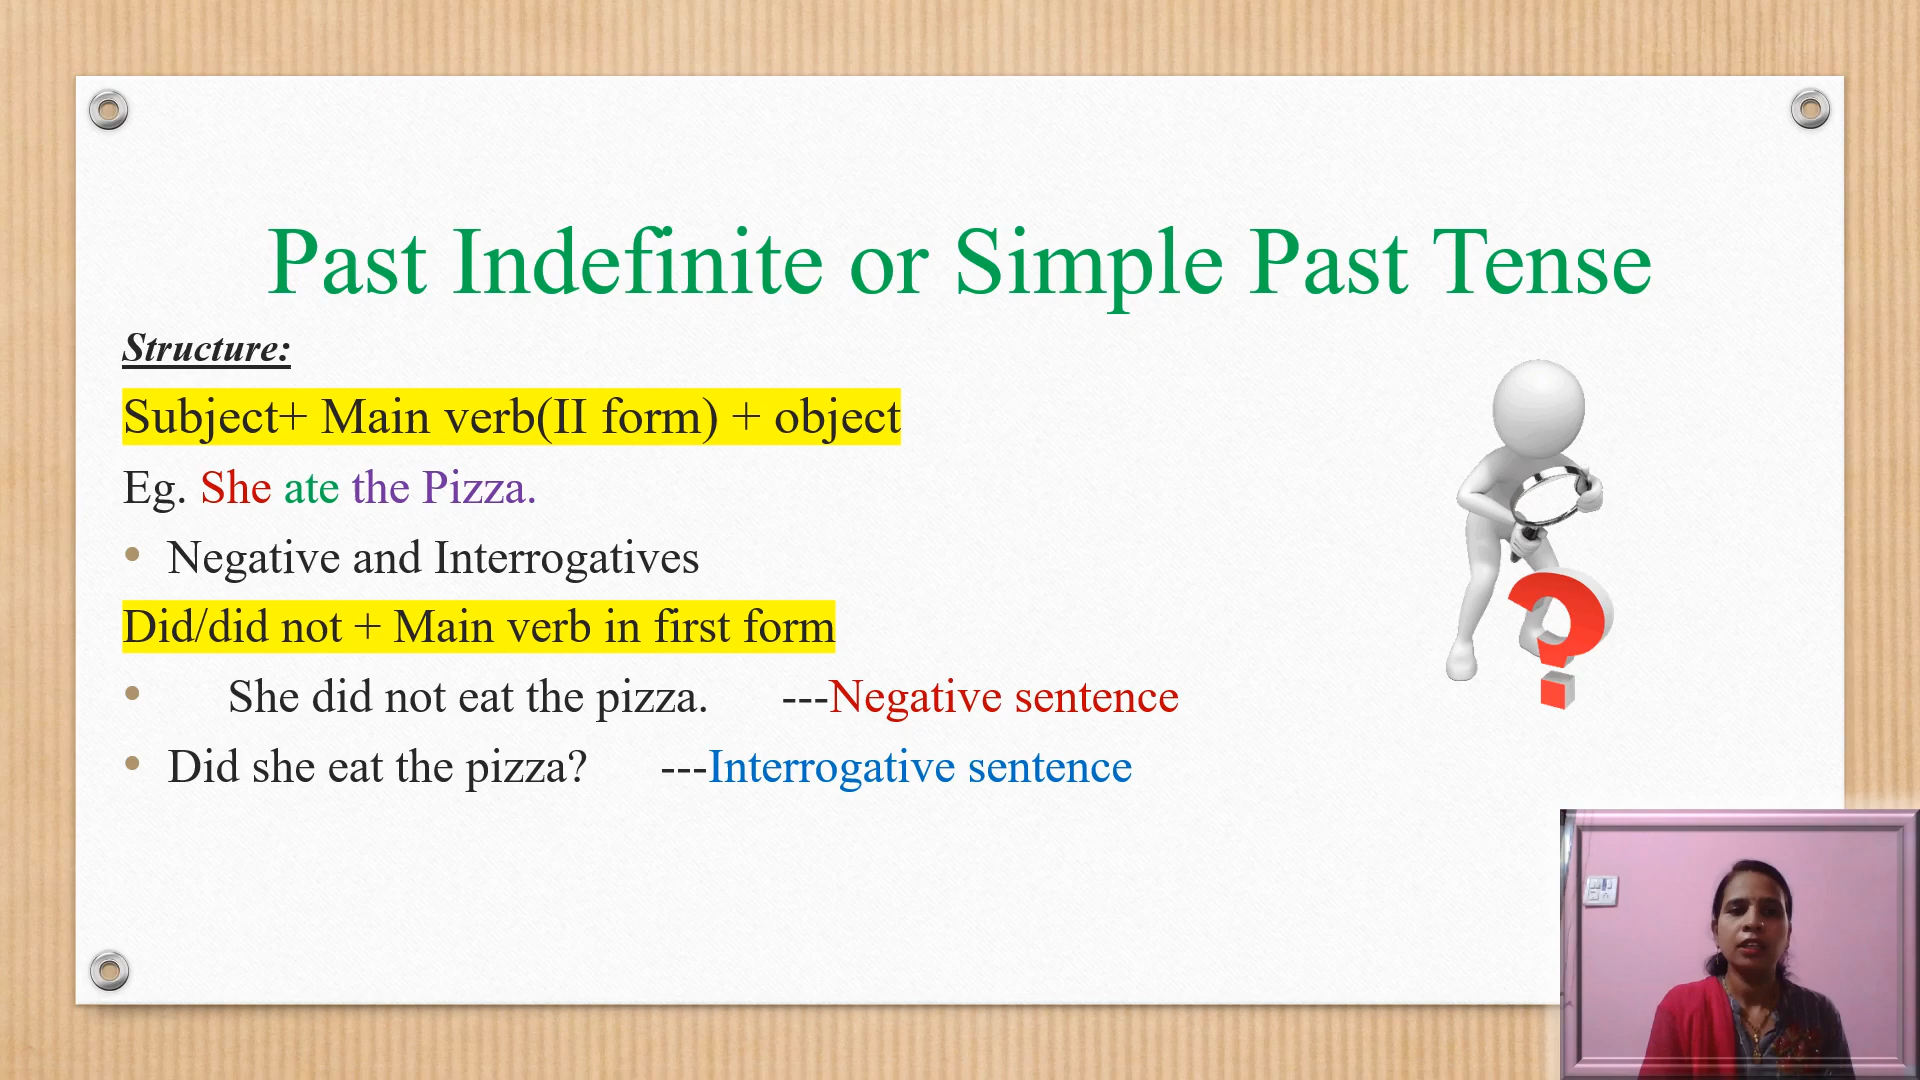 Past Indefinite or Simple Past Tense
Structure:
Subject+ Main verb(II form) + object
Eg. She ate the Pizza.
• Negative and Interrogatives
Did/did not + Main verb in first form
• She did not eat the pizza. ---Negative sentence
• Did she eat the pizza? ---Interrogative sentence